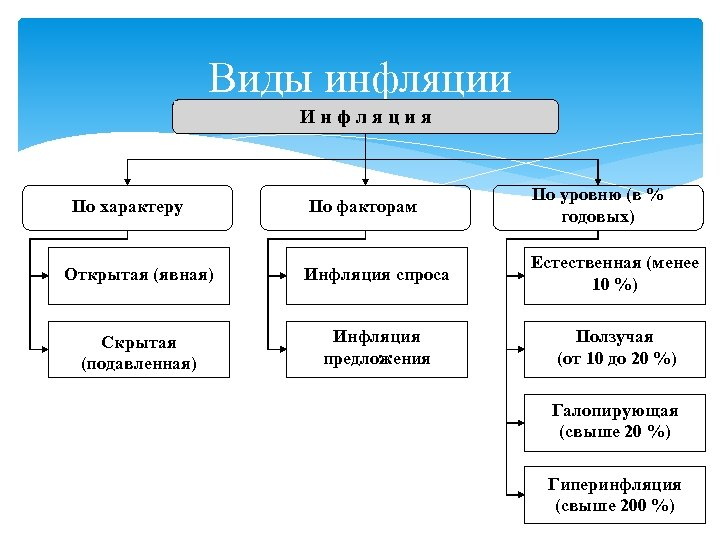 Виды инфляции
Инфляция
По характеру
По факторам
По уровню (в %
годовых)
Открытая (явная)
Инфляция спроса
Естественная (менее
10 %)
Скрытая
(подавленная)
Инфляция
предложения
Ползучая
(от 10 до 20 %)
Галопирующая
(свыше 20 %)
Гиперинфляция
(свыше 200 %)